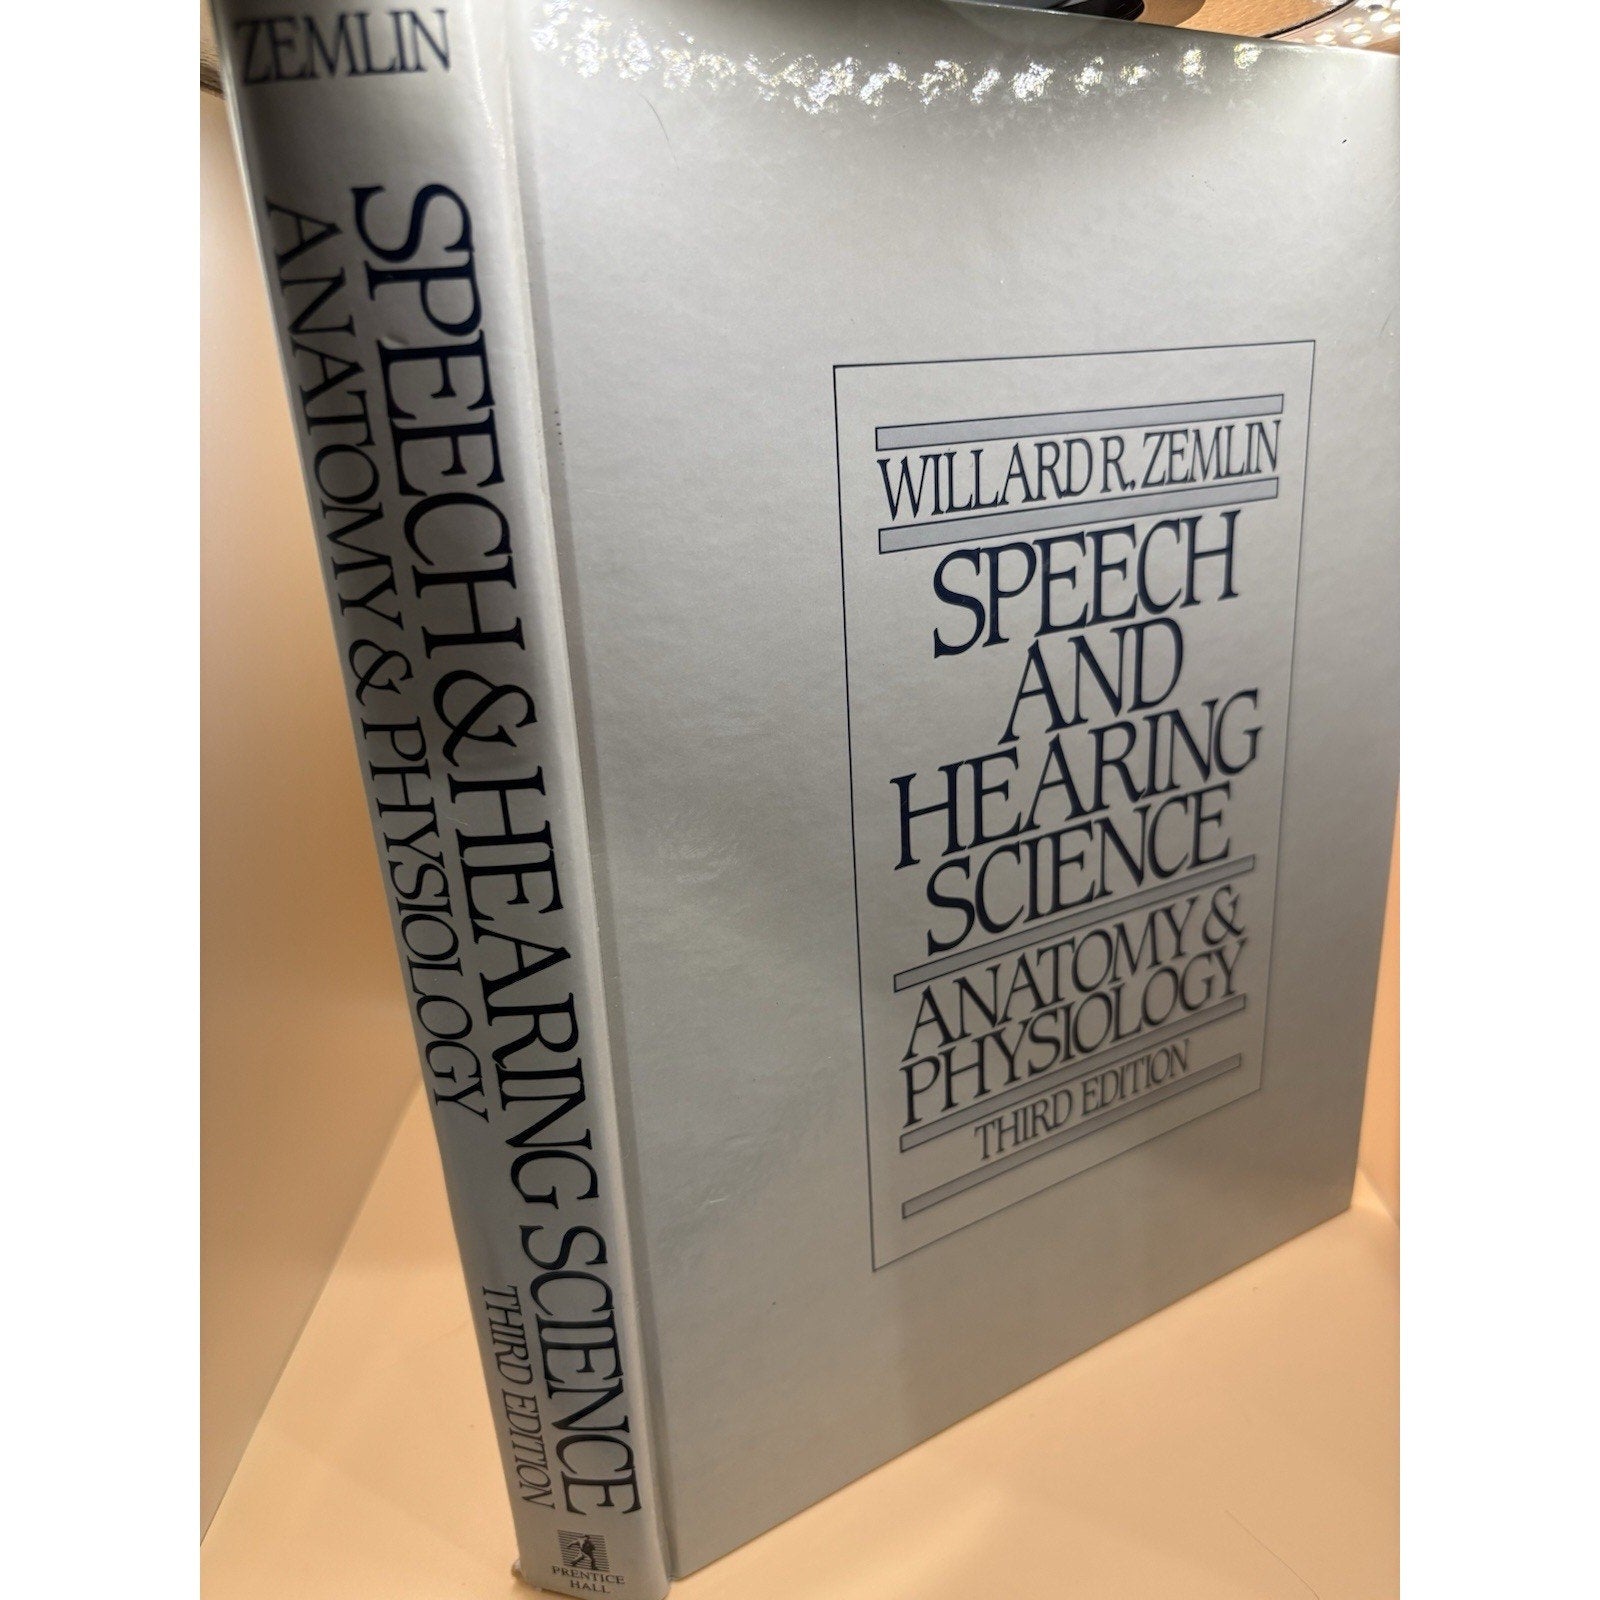 ZEMLIN
SPEECH & HEARING SCIENCE
ANATOMY & PHYSIOLOGY
THIRD EDITION
PRENTICE
HALL
WILLARD R. ZEMLIN
SPEECH
AND
HEARING
SCIENCE
ANATOMY &
PHYSIOLOGY
THIRD EDITION